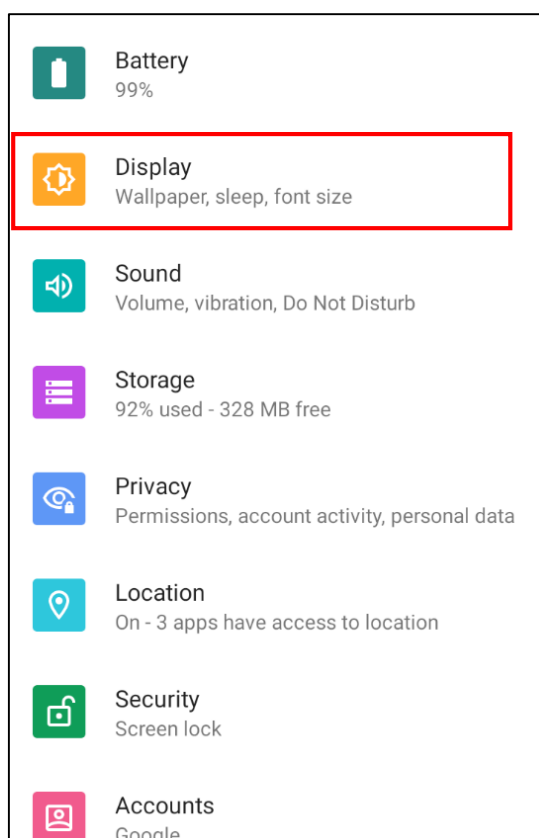 Battery
99%
Display
Wallpaper, sleep, font size
Sound
Volume, vibration, Do Not Disturb
Storage
92% used - 328 MB free
Privacy
Permissions, account activity, personal data
Location
On - 3 apps have access to location
Security
Screen lock
Accounts
Google